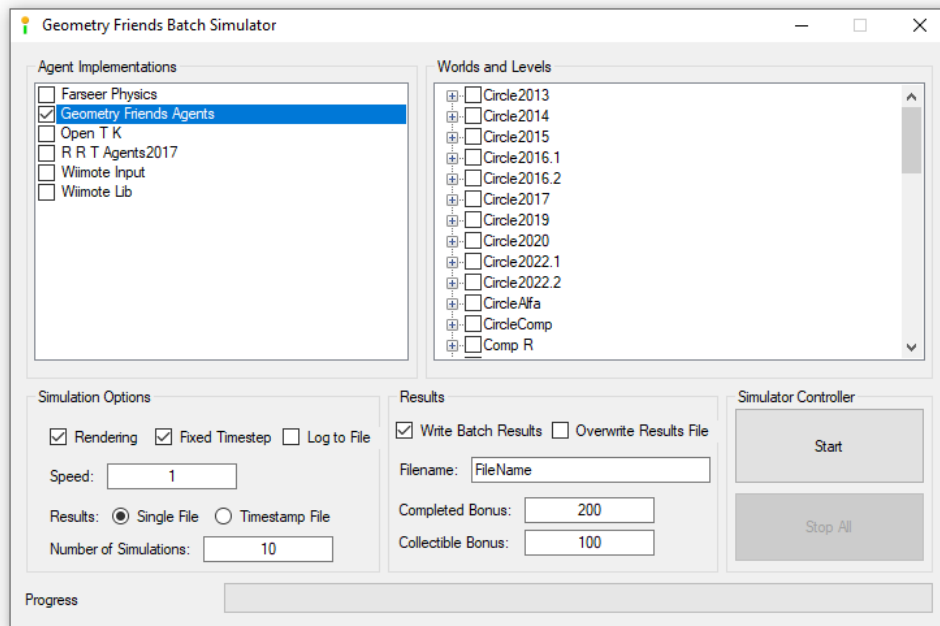 Geometry Friends Batch Simulator
Agent Implementations
Farseer Physics
Geometry Friends Agents
Open T K
R R T Agents2017
Wiimote Input
Wiimote Lib
Worlds and Levels
Circle2013
Circle2014
Circle2015
Circle2016.1
Circle2016.2
Circle2017
Circle2019
Circle2020
Circle2022.1
Circle2022.2
CircleAlfa
CircleComp
Comp R
Simulation Options
Rendering Fixed Timestep Log to File
Speed: 1
Results: Single File Timestamp File
Number of Simulations: 10
Results
Write Batch Results Overwrite Results File
Filename: FileName
Completed Bonus: 200
Collectible Bonus: 100
Simulator Controller
Start
Stop All
Progress